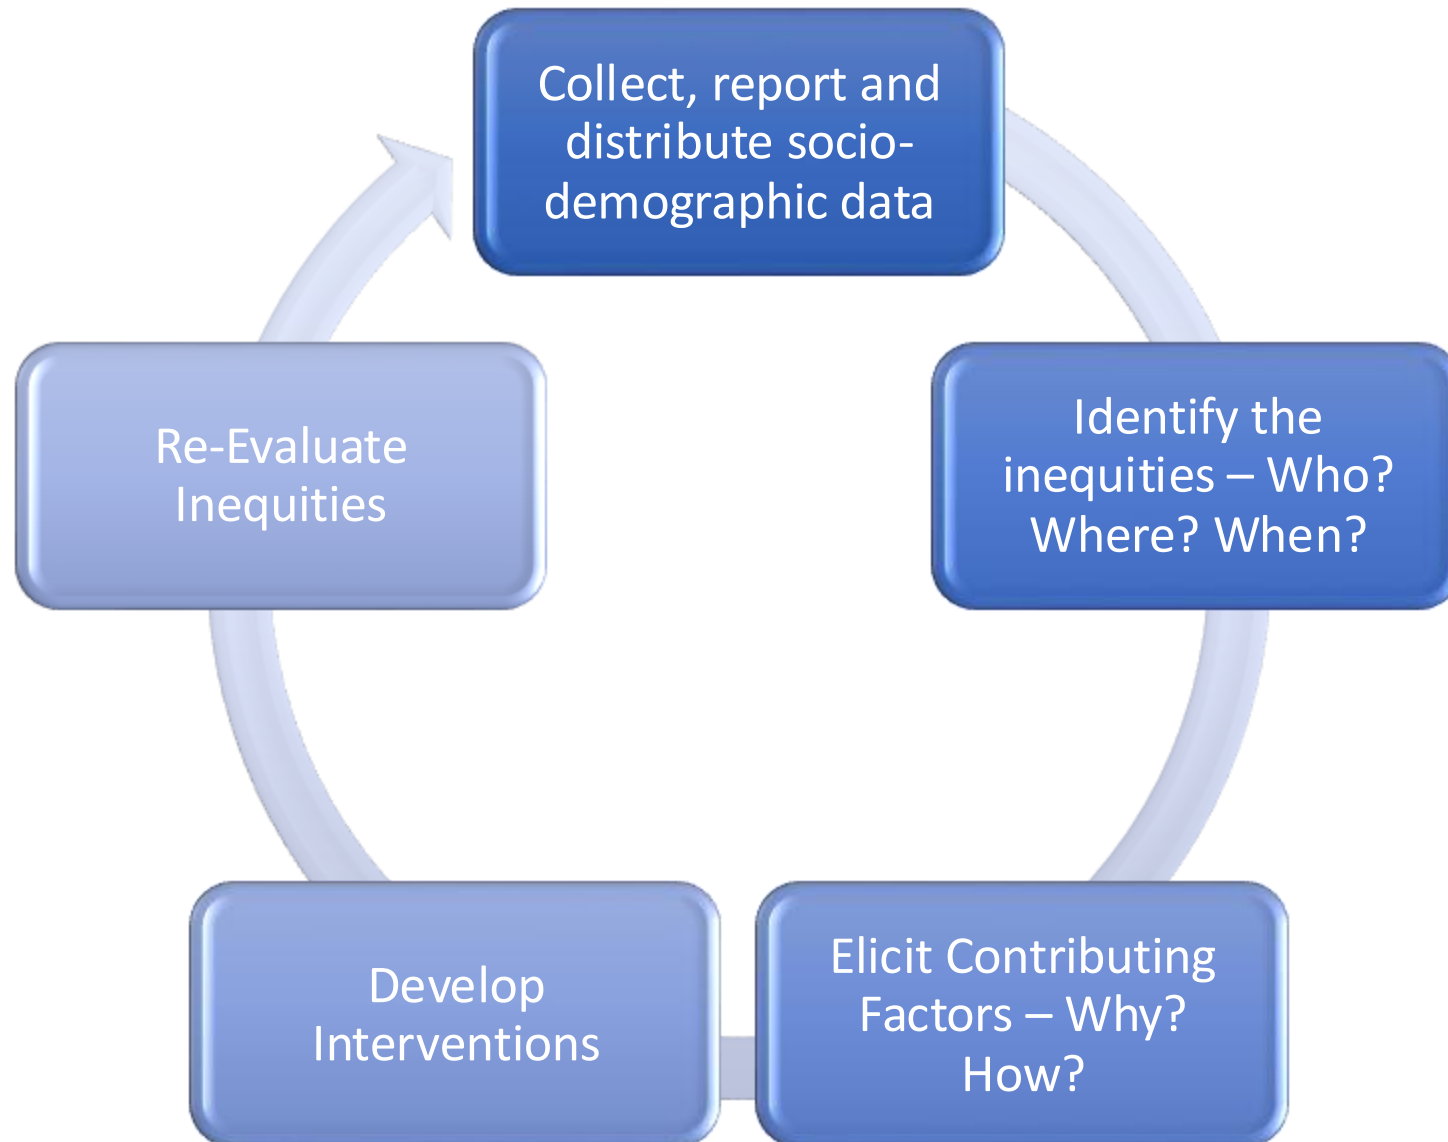 Collect, report and
distribute socio-
demographic data
Identify the
inequities – Who?
Where? When?
Elicit Contributing
Factors – Why?
How?
Develop
Interventions
Re-Evaluate
Inequities